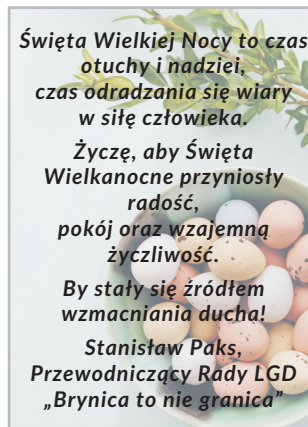 Święta Wielkiej Nocy to czas
otuchy i nadziei,
czas odradzania się wiary
w siłę człowieka.
Życzę, aby Święta
Wielkanocne przyniosły
radość,
pokój oraz wzajemną
życzliwość.
By stały się źródłem
wzmacniania ducha!
Stanisław Paks,
Przewodniczący Rady LGD
„Brynica to nie granica”